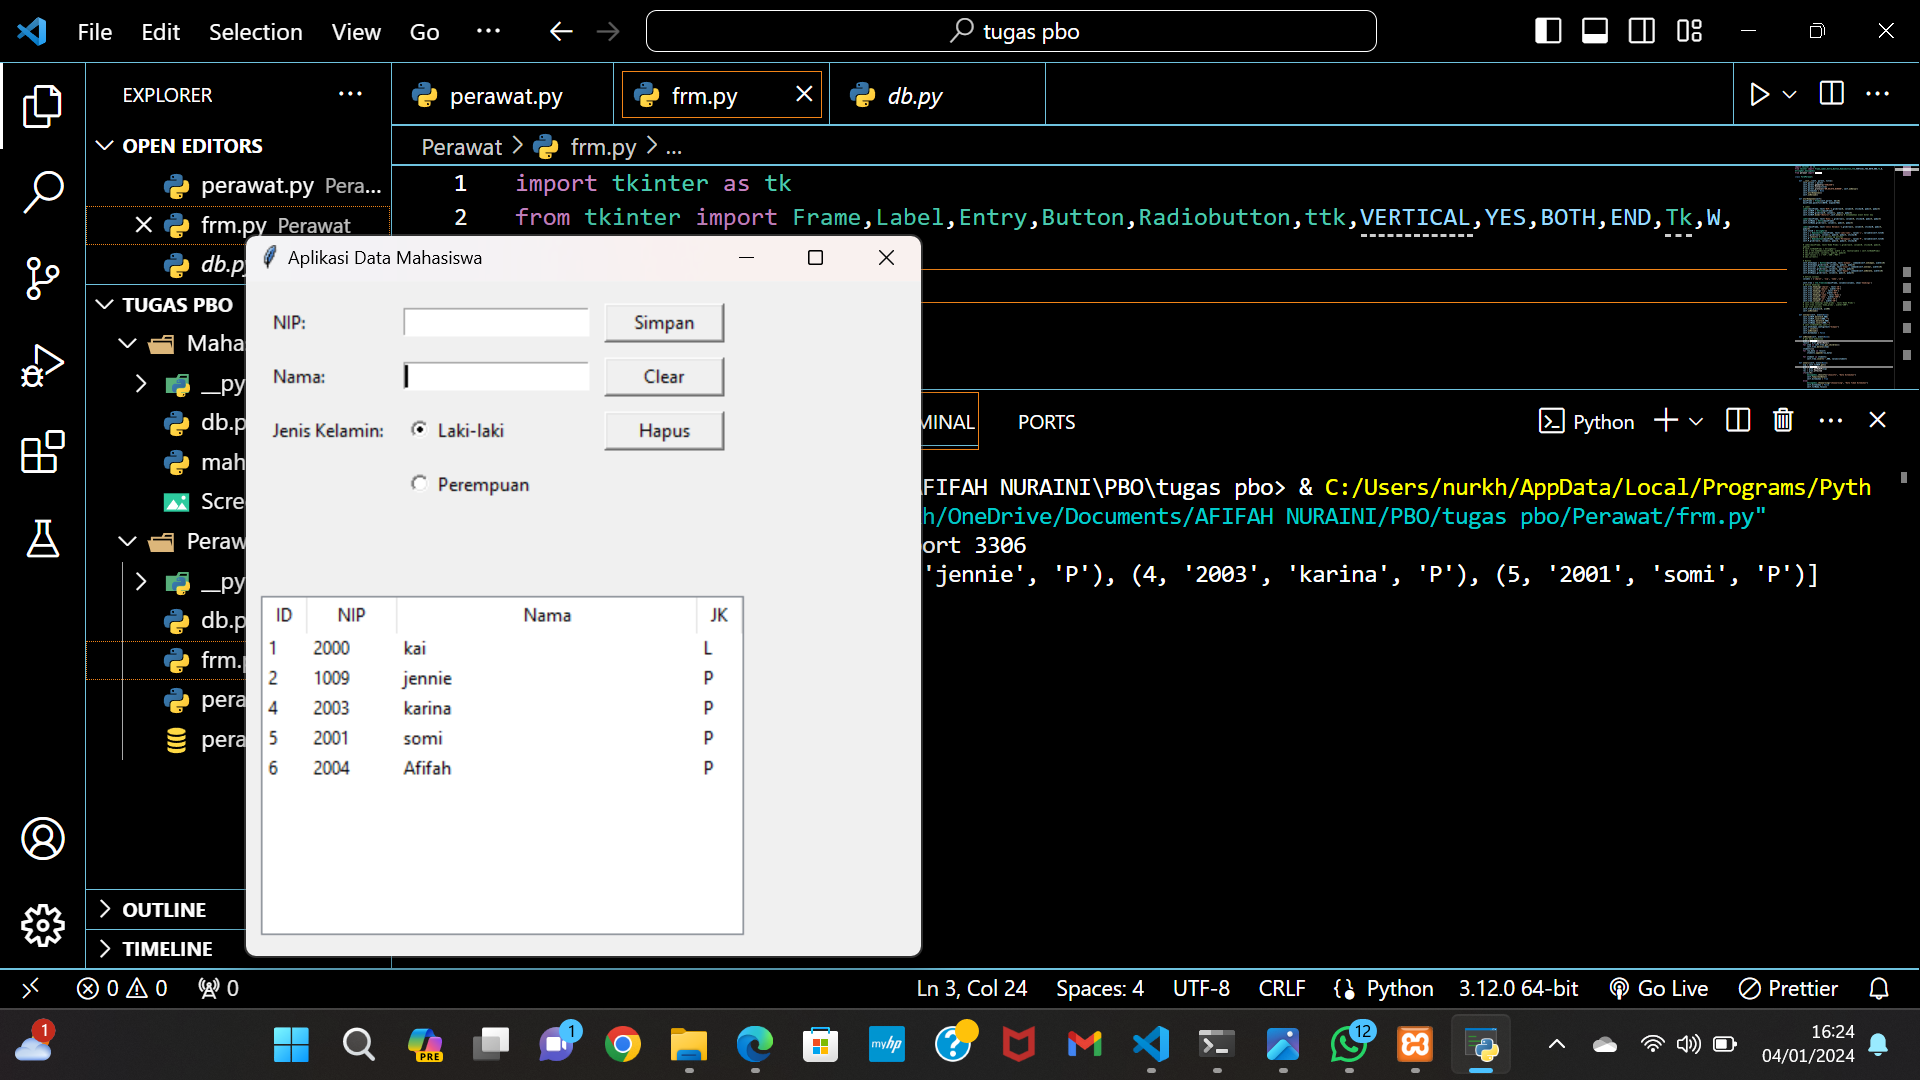 File Edit Selection View Go ... tugas pbo
EXPLORER ...
perawat.py frm.py db.py
OPEN EDITORS
perawat.py Pera...
frm.py Perawat
db.py
Perawat > frm.py > ...
1 import tkinter as tk
2 from tkinter import Frame,Label,Entry,Button,Radiobutton,ttk,VERTICAL,YES,BOTH,END,Tk,W,
TUGAS PBO
Maha
__py
db.p
mah
Scre
Peraw
__py
db.p
frm.
pera
pera
OUTLINE
TIMELINE
Aplikasi Data Mahasiswa
NIP: Simpan
Nama: Clear
Jenis Kelamin: Laki-laki Hapus
Perempuan
ID NIP Nama JK
1 2000 kai L
2 1009 jennie P
4 2003 karina P
5 2001 somi P
6 2004 Afifah P
MINAL PORTS Python
FIFAH NURAINI\PBO\tugas pbo> & C:/Users/nurkh/AppData/Local/Programs/Pyth
h/OneDrive/Documents/AFIFAH NURAINI/PBO/tugas pbo/Perawat/frm.py"
ort 3306
'jennie', 'P'), (4, '2003', 'karina', 'P'), (5, '2001', 'somi', 'P')]
0 0 0 Ln 3, Col 24 Spaces: 4 UTF-8 CRLF Python 3.12.0 64-bit Go Live Prettier
1 PRE 1 myhp ? 12
16:24
04/01/2024